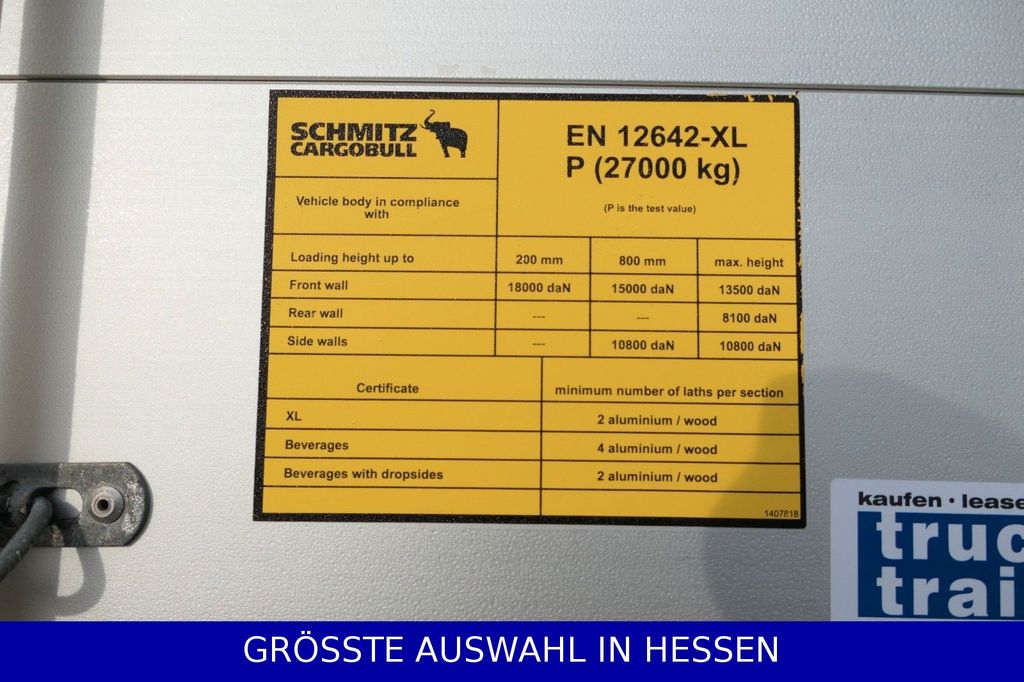 SCHMITZ
CARGOBULL
EN 12642-XL
P (27000 kg)
Vehicle body in compliance
with
(P is the test value)
Loading height up to 200 mm 800 mm max. height
Front wall 18000 daN 15000 daN 13500 daN
Rear wall --- --- 8100 daN
Side walls --- 10800 daN 10800 daN
Certificate minimum number of laths per section
XL 2 aluminium / wood
Beverages 4 aluminium / wood
Beverages with dropsides 2 aluminium / wood
1407818
kaufen · lease
truc
trai
GRÖSSTE AUSWAHL IN HESSEN